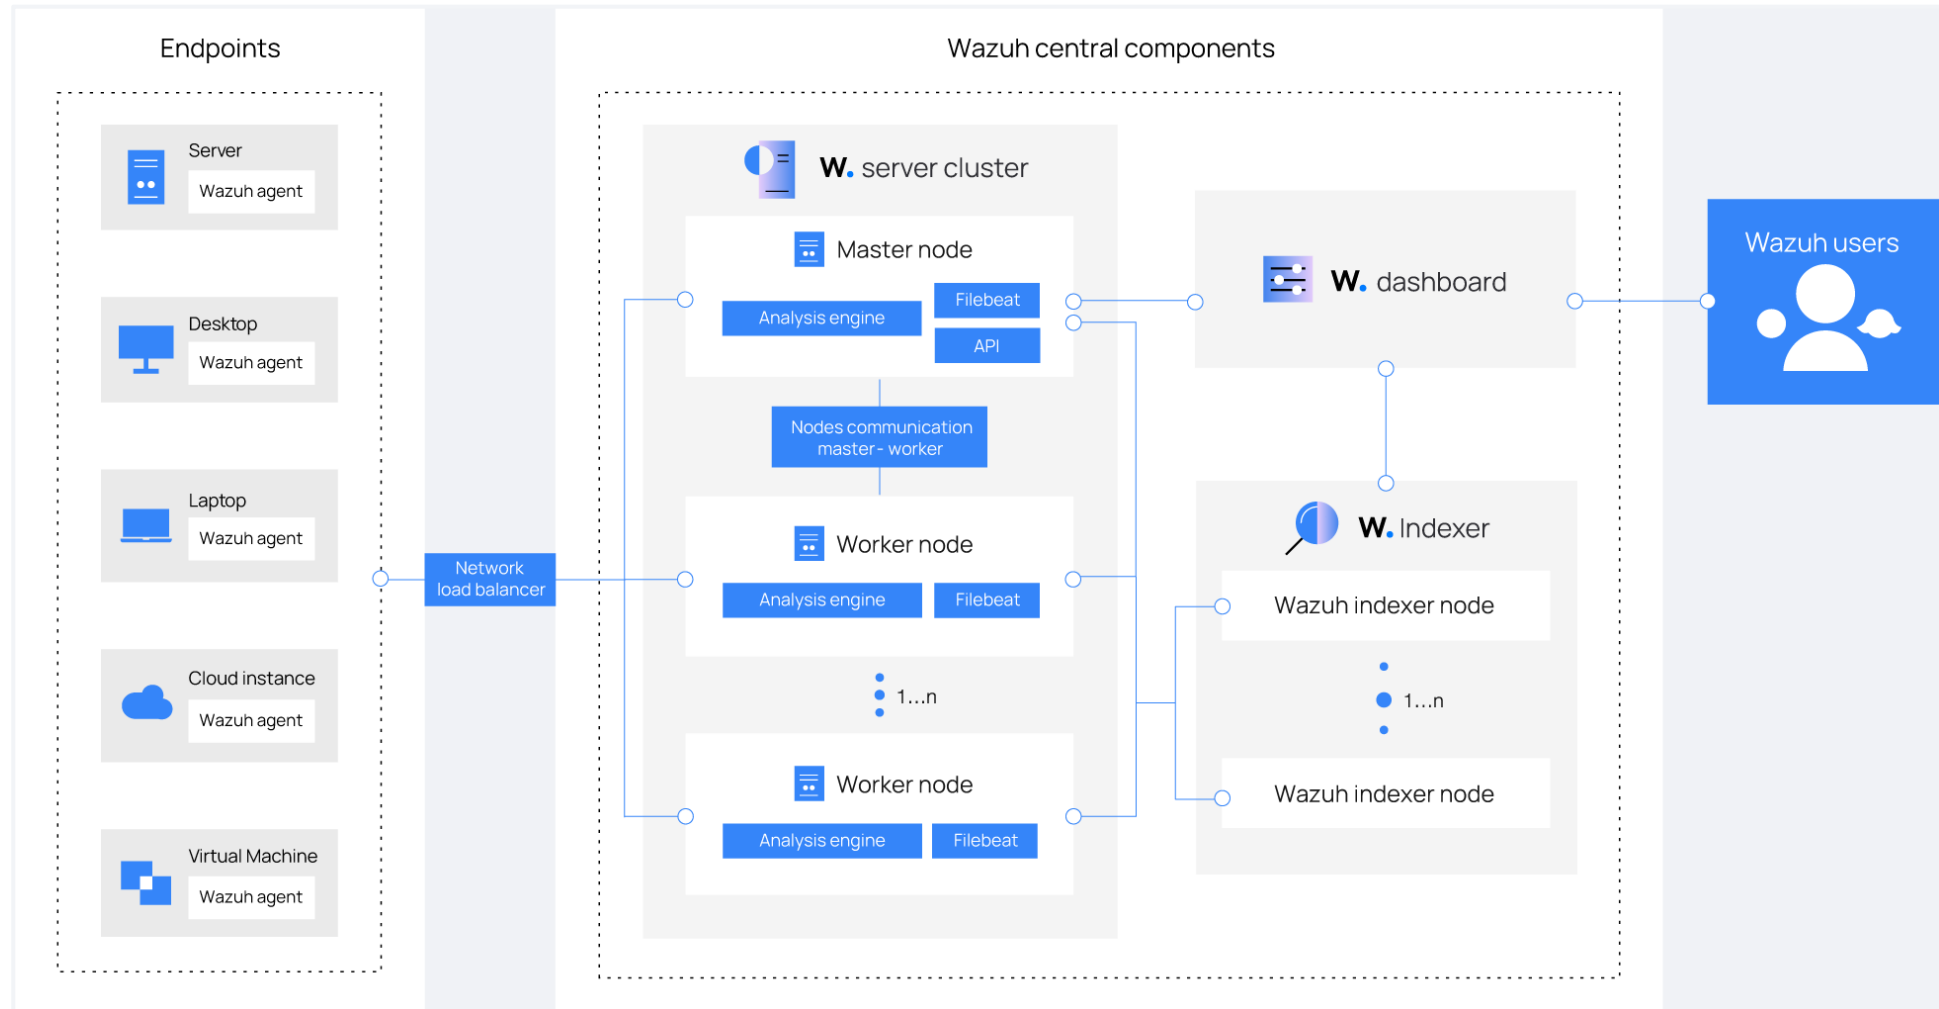 Endpoints
Server
Wazuh agent
Desktop
Wazuh agent
Laptop
Wazuh agent
Cloud instance
Wazuh agent
Virtual Machine
Wazuh agent
Network
load balancer
Wazuh central components
W. server cluster
Master node
Analysis engine
Filebeat
API
Nodes communication
master- worker
Worker node
Analysis engine
Filebeat
1...n
Worker node
Analysis engine
Filebeat
W. dashboard
W. Indexer
Wazuh indexer node
1...n
Wazuh indexer node
Wazuh users